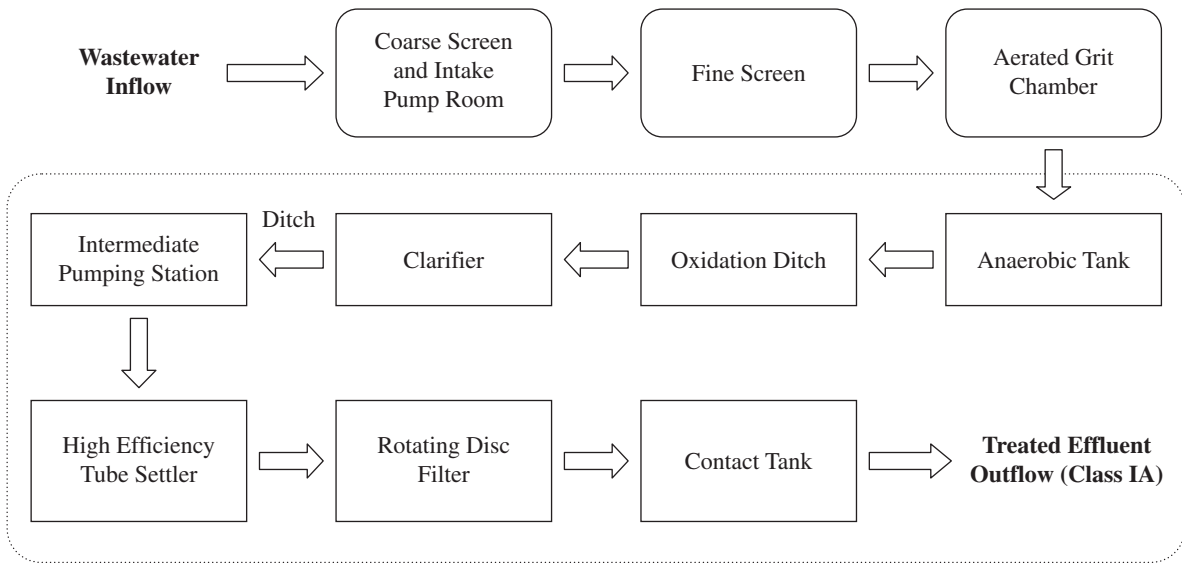 Wastewater
Inflow
Coarse Screen
and Intake
Pump Room
Fine Screen
Aerated Grit
Chamber
Anaerobic Tank
Oxidation Ditch
Clarifier
Ditch
Intermediate
Pumping Station
High Efficiency
Tube Settler
Rotating Disc
Filter
Contact Tank
Treated Effluent
Outflow (Class IA)